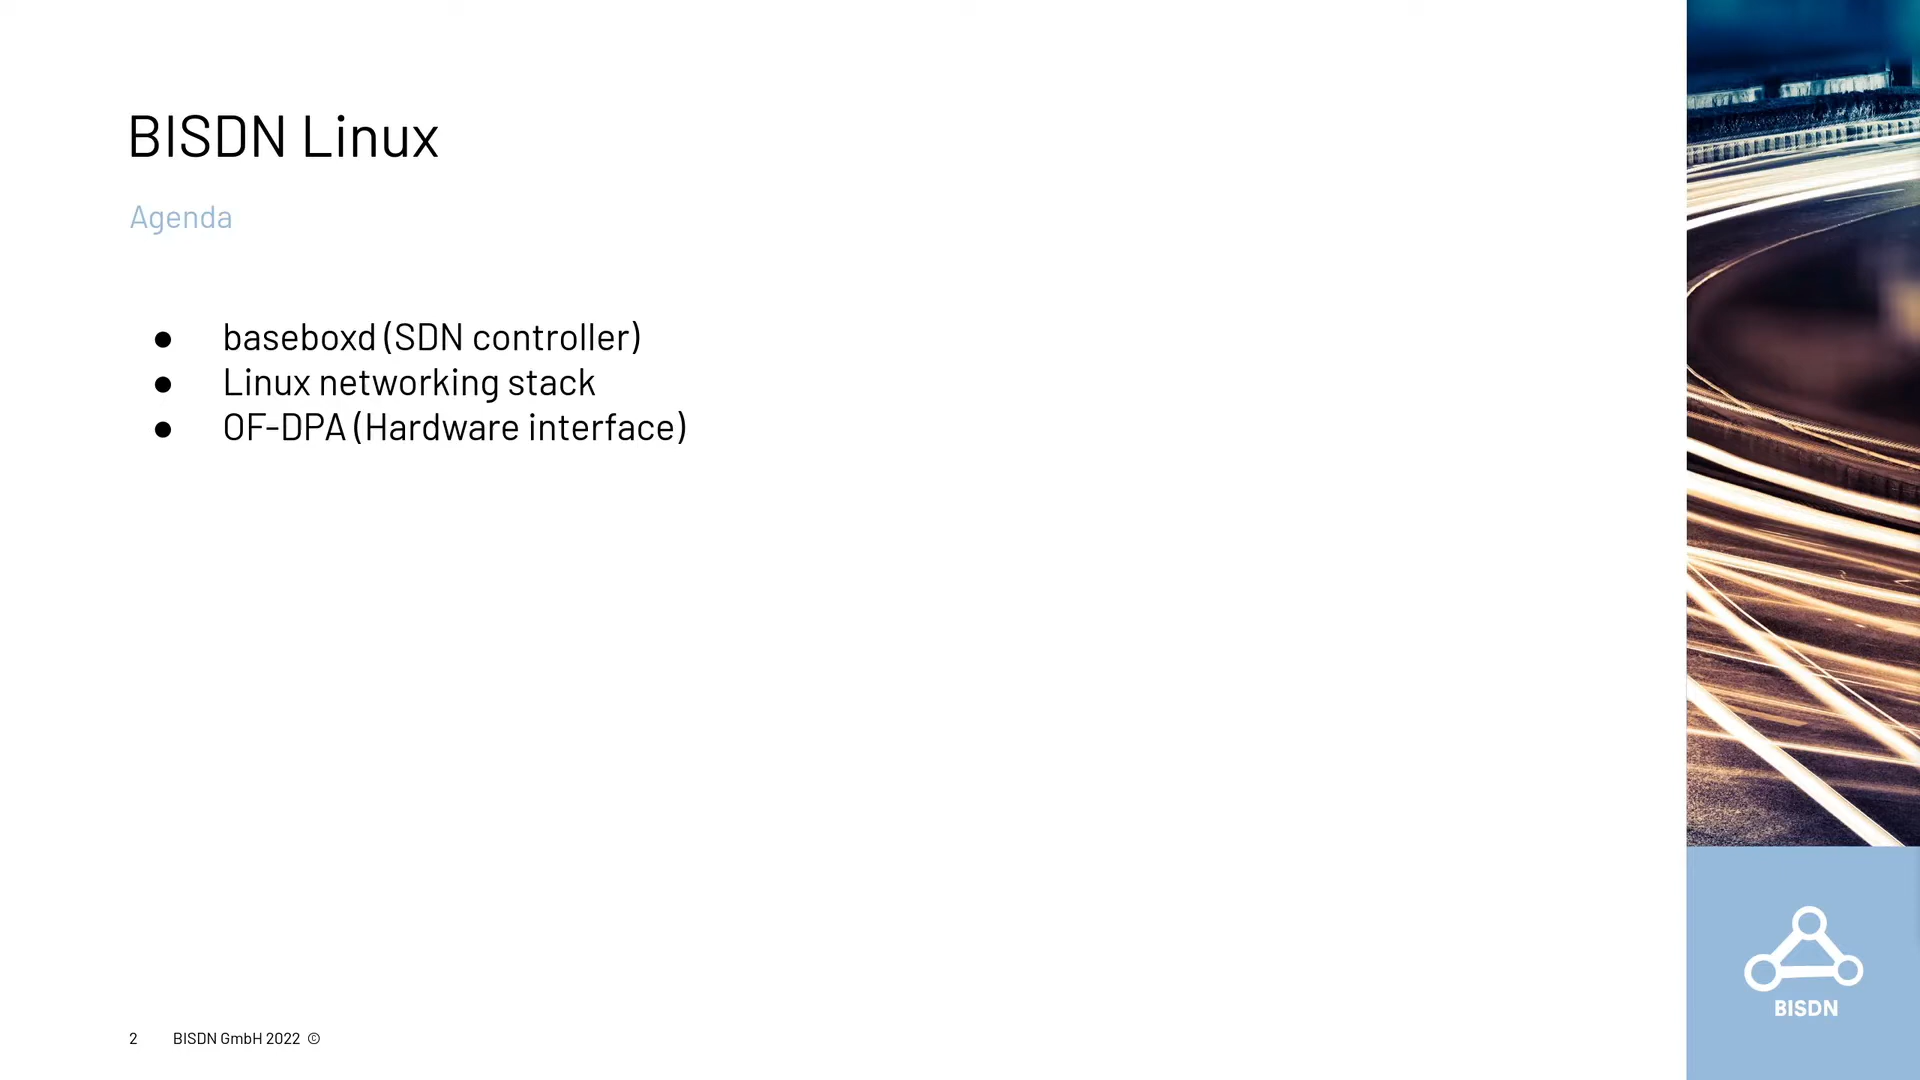 BISDN Linux
Agenda
● baseboxd (SDN controller)
● Linux networking stack
● OF-DPA (Hardware interface)
BISDN
2 BISDN GmbH 2022 ©